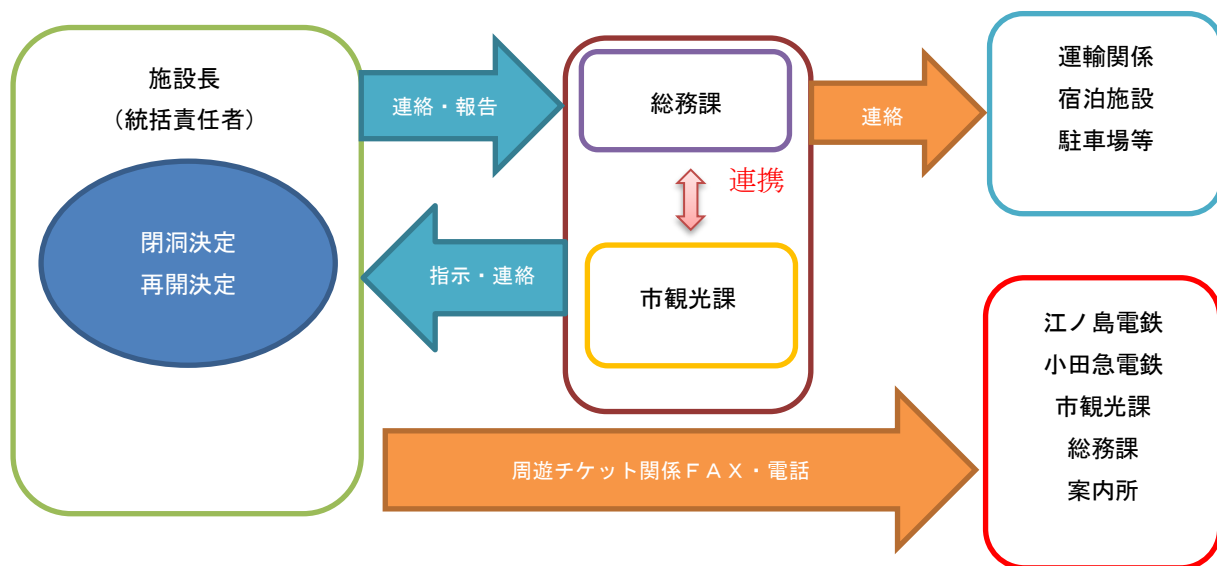 施設長
(統括責任者)
閉洞決定
再開決定
連絡・報告
指示・連絡
総務課
連携
市観光課
連絡
運輸関係
宿泊施設
駐車場等
周遊チケット関係FAX・電話
江ノ島電鉄
小田急電鉄
市観光課
総務課
案内所